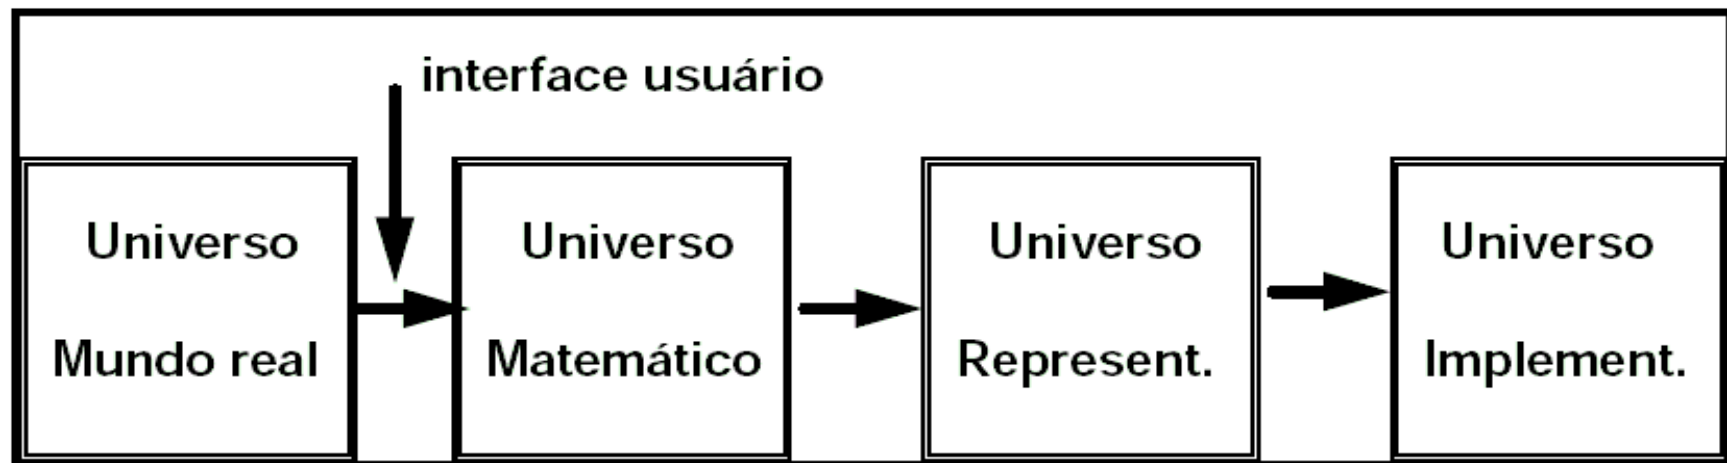 interface usuário
Universo
Mundo real
Universo
Matemático
Universo
Represent.
Universo
Implement.